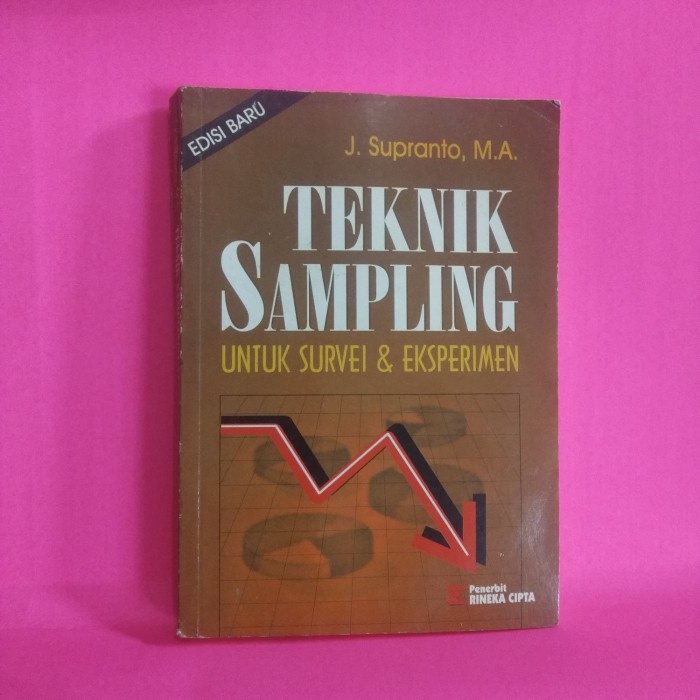 EDISI BARU
J. Supranto, M.A.
TEKNIK
SAMPLING
UNTUK SURVEI & EKSPERIMEN
Penerbit
RINEKA CIPTA